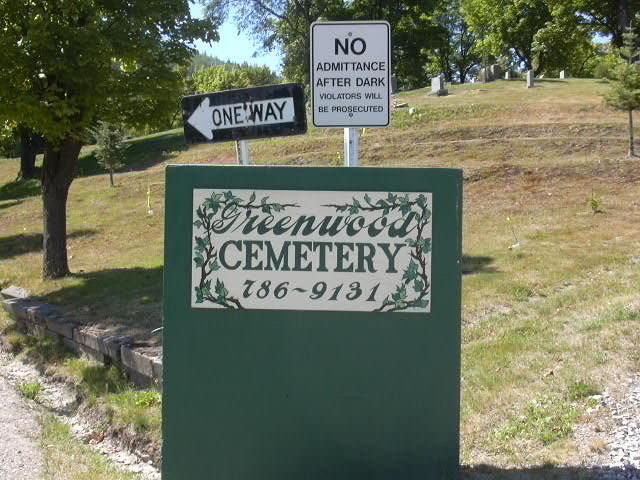 NO
ADMITTANCE
AFTER DARK
VIOLATORS WILL
BE PROSECUTED
ONE WAY
Greenwood
CEMETERY
786~9131